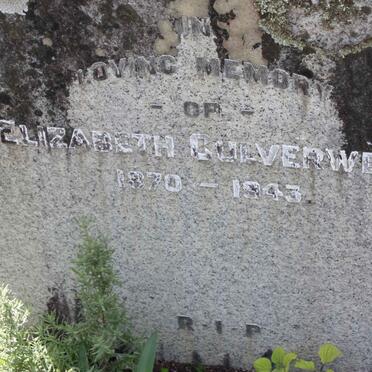 IN
LOVING MEMORY
- OF -
ELIZABETH CULVERWE
1870 - 1943
R.I.P